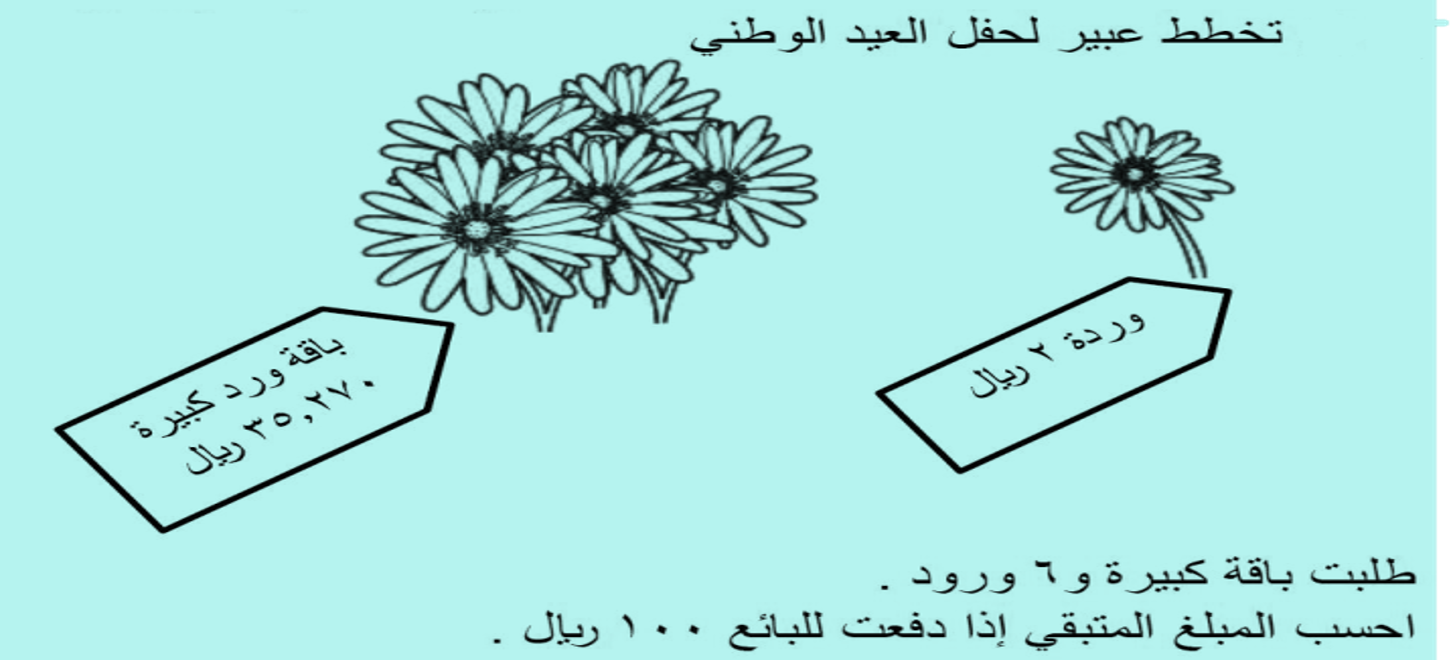 تخطط عبير لحفل العيد الوطني
وردة ٢ ريال
باقة ورد كبيرة
٣٥,٢٧٠ ريال
طلبت باقة كبيرة و ٦ ورود .
احسب المبلغ المتبقي إذا دفعت للبائع ١٠٠ ريال .